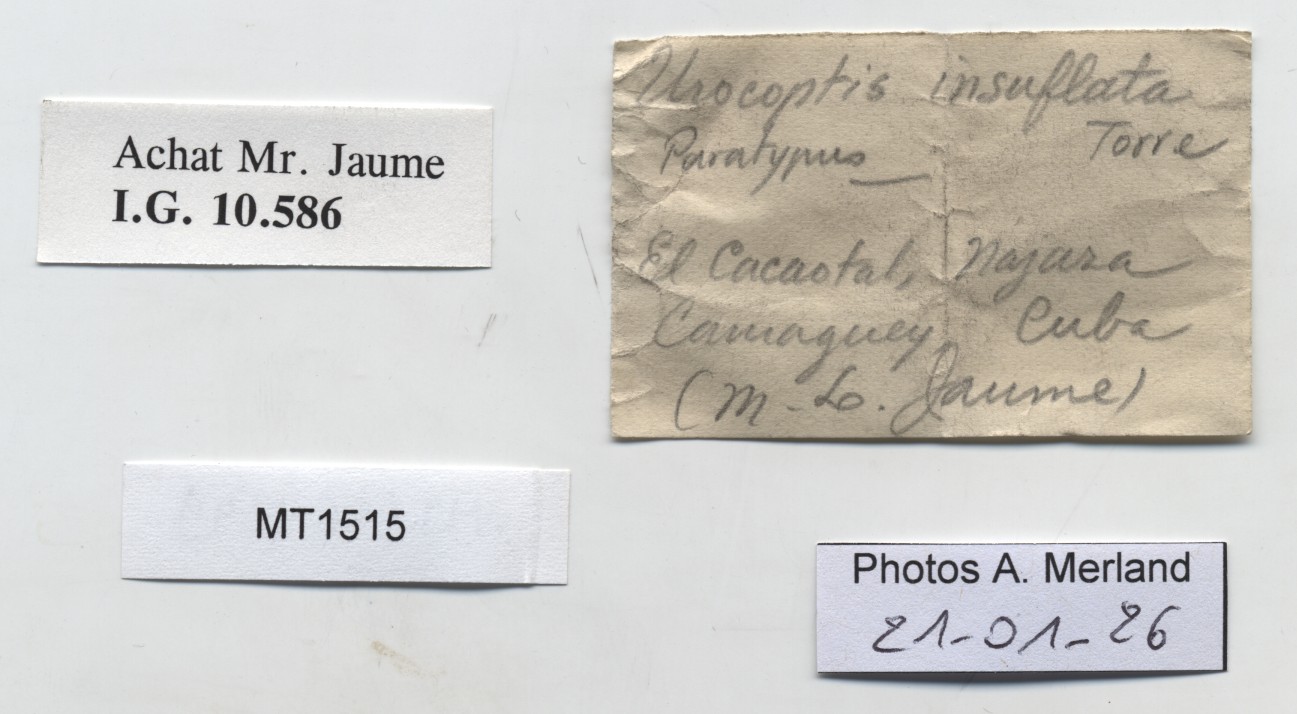 Achat Mr. Jaume
I.G. 10.586
Urocoptis insuflata
Paratypus Torre
El Cacaotal, Najaza
Camaguey, Cuba
(M. L. Jaume)
MT1515
Photos A. Merland
21-01-26